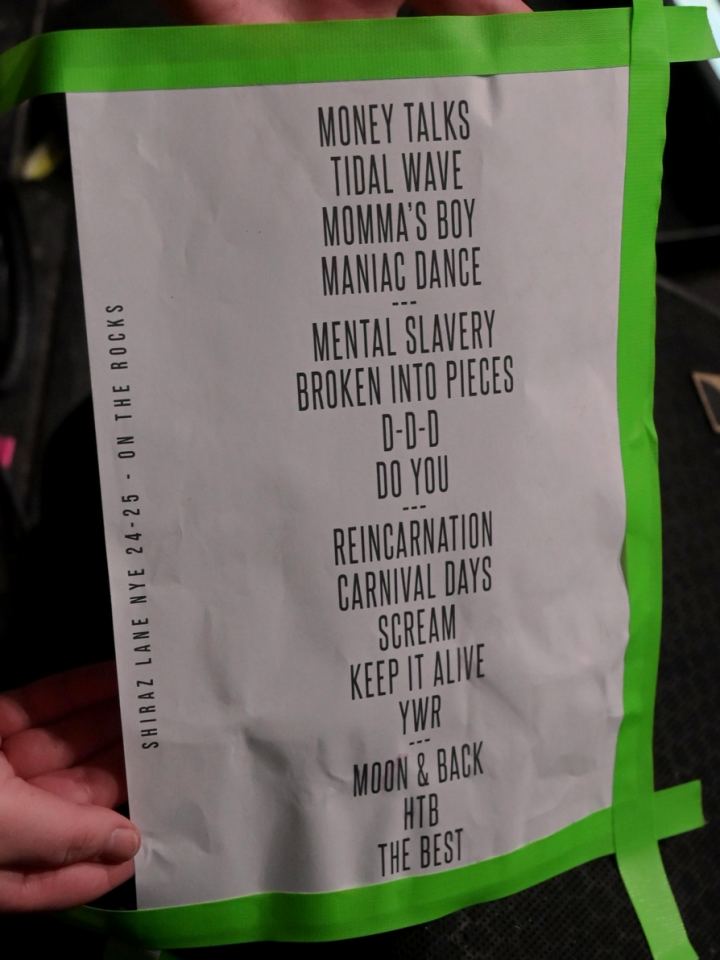 MONEY TALKS
TIDAL WAVE
MOMMA'S BOY
MANIAC DANCE
---
MENTAL SLAVERY
BROKEN INTO PIECES
D-D-D
DO YOU
---
REINCARNATION
CARNIVAL DAYS
SCREAM
KEEP IT ALIVE
YWR
---
MOON & BACK
HTB
THE BEST
SHIRAZ LANE NYE 24-25 - ON THE ROCKS